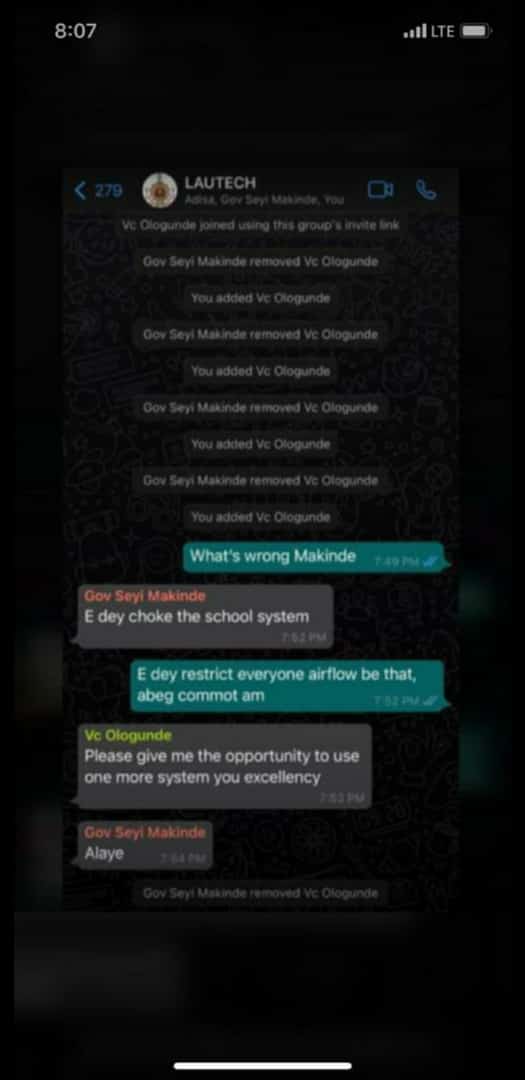 8:07
LTE
279
LAUTECH
Adisa, Gov Seyi Makinde, You
Vc Ologunde joined using this group's invite link
Gov Seyi Makinde removed Vc Ologunde
You added Vc Ologunde
Gov Seyi Makinde removed Vc Ologunde
You added Vc Ologunde
Gov Seyi Makinde removed Vc Ologunde
You added Vc Ologunde
Gov Seyi Makinde removed Vc Ologunde
You added Vc Ologunde
What's wrong Makinde
7:49 PM
Gov Seyi Makinde
E dey choke the school system
7:52 PM
E dey restrict everyone airflow be that,
abeg commot am
7:52 PM
Vc Ologunde
Please give me the opportunity to use
one more system you excellency
7:53 PM
Gov Seyi Makinde
Alaye
7:54 PM
Gov Seyi Makinde removed Vc Ologunde